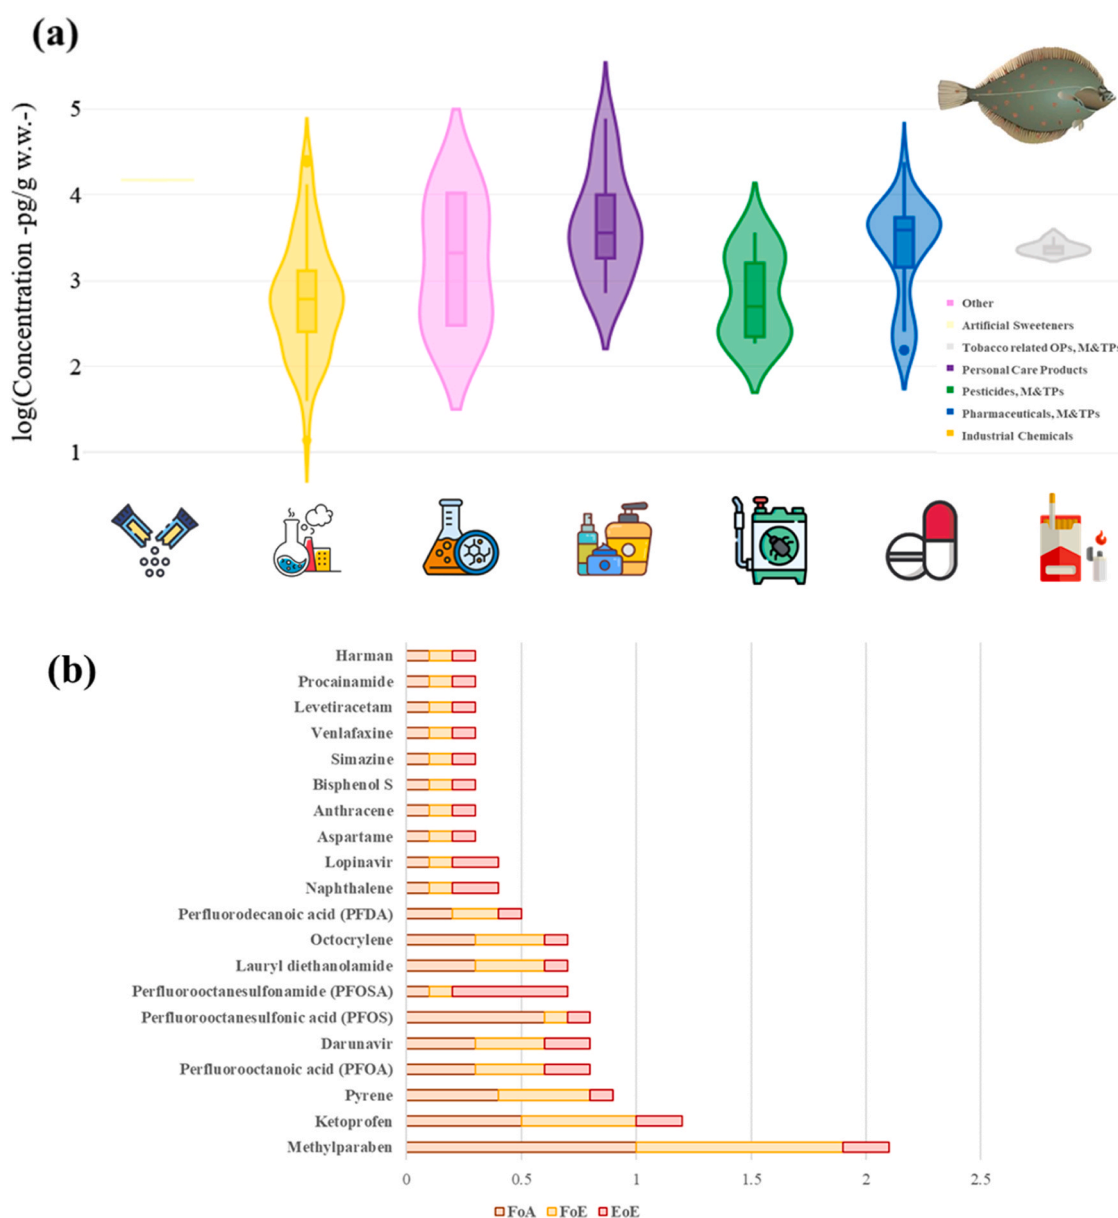 (a)
log(Concentration -pg/g w.w.-)
5
4
3
2
1
Other
Artificial Sweeteners
Tobacco related OPs, M&TPs
Personal Care Products
Pesticides, M&TPs
Pharmaceuticals, M&TPs
Industrial Chemicals
(b)
Harman
Procainamide
Levetiracetam
Venlafaxine
Simazine
Bisphenol S
Anthracene
Aspartame
Lopinavir
Naphthalene
Perfluorodecanoic acid (PFDA)
Octocrylene
Lauryl diethanolamide
Perfluorooctanesulfonamide (PFOSA)
Perfluorooctanesulfonic acid (PFOS)
Darunavir
Perfluorooctanoic acid (PFOA)
Pyrene
Ketoprofen
Methylparaben
0 0.5 1 1.5 2 2.5
FoA FoE EoE